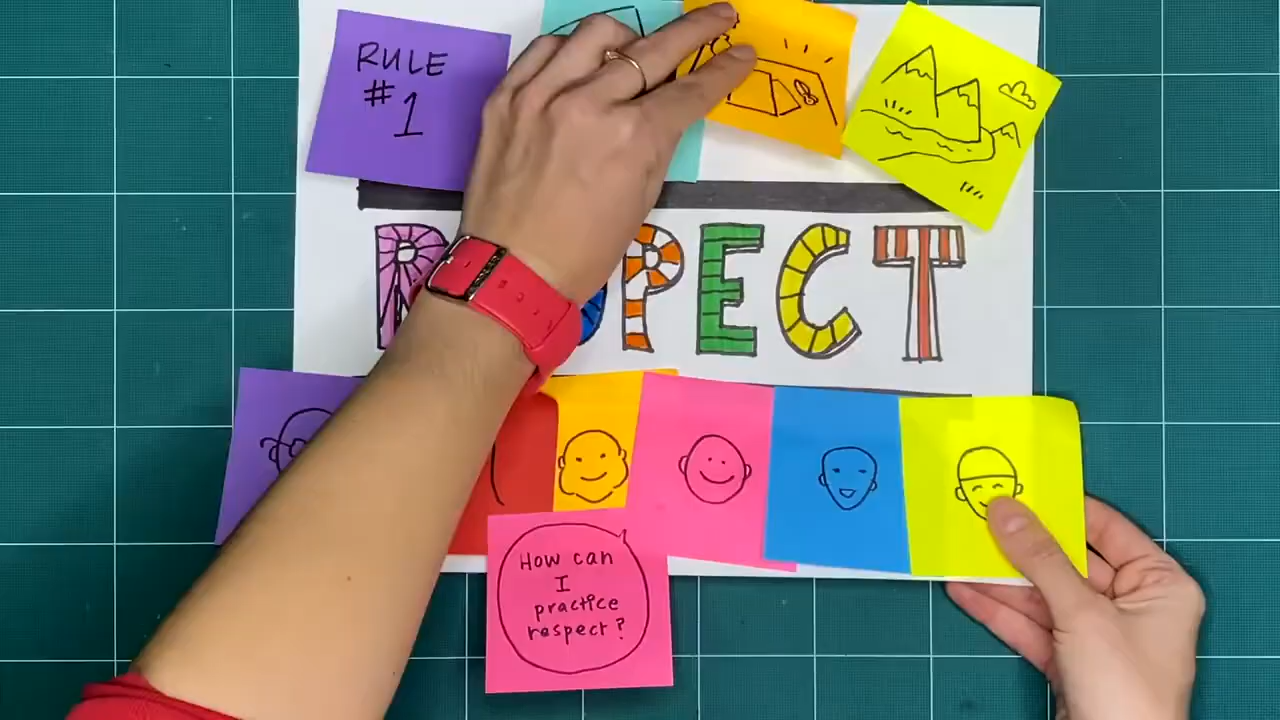 RULE
#1
R PECT
How can
I
practice
respect?